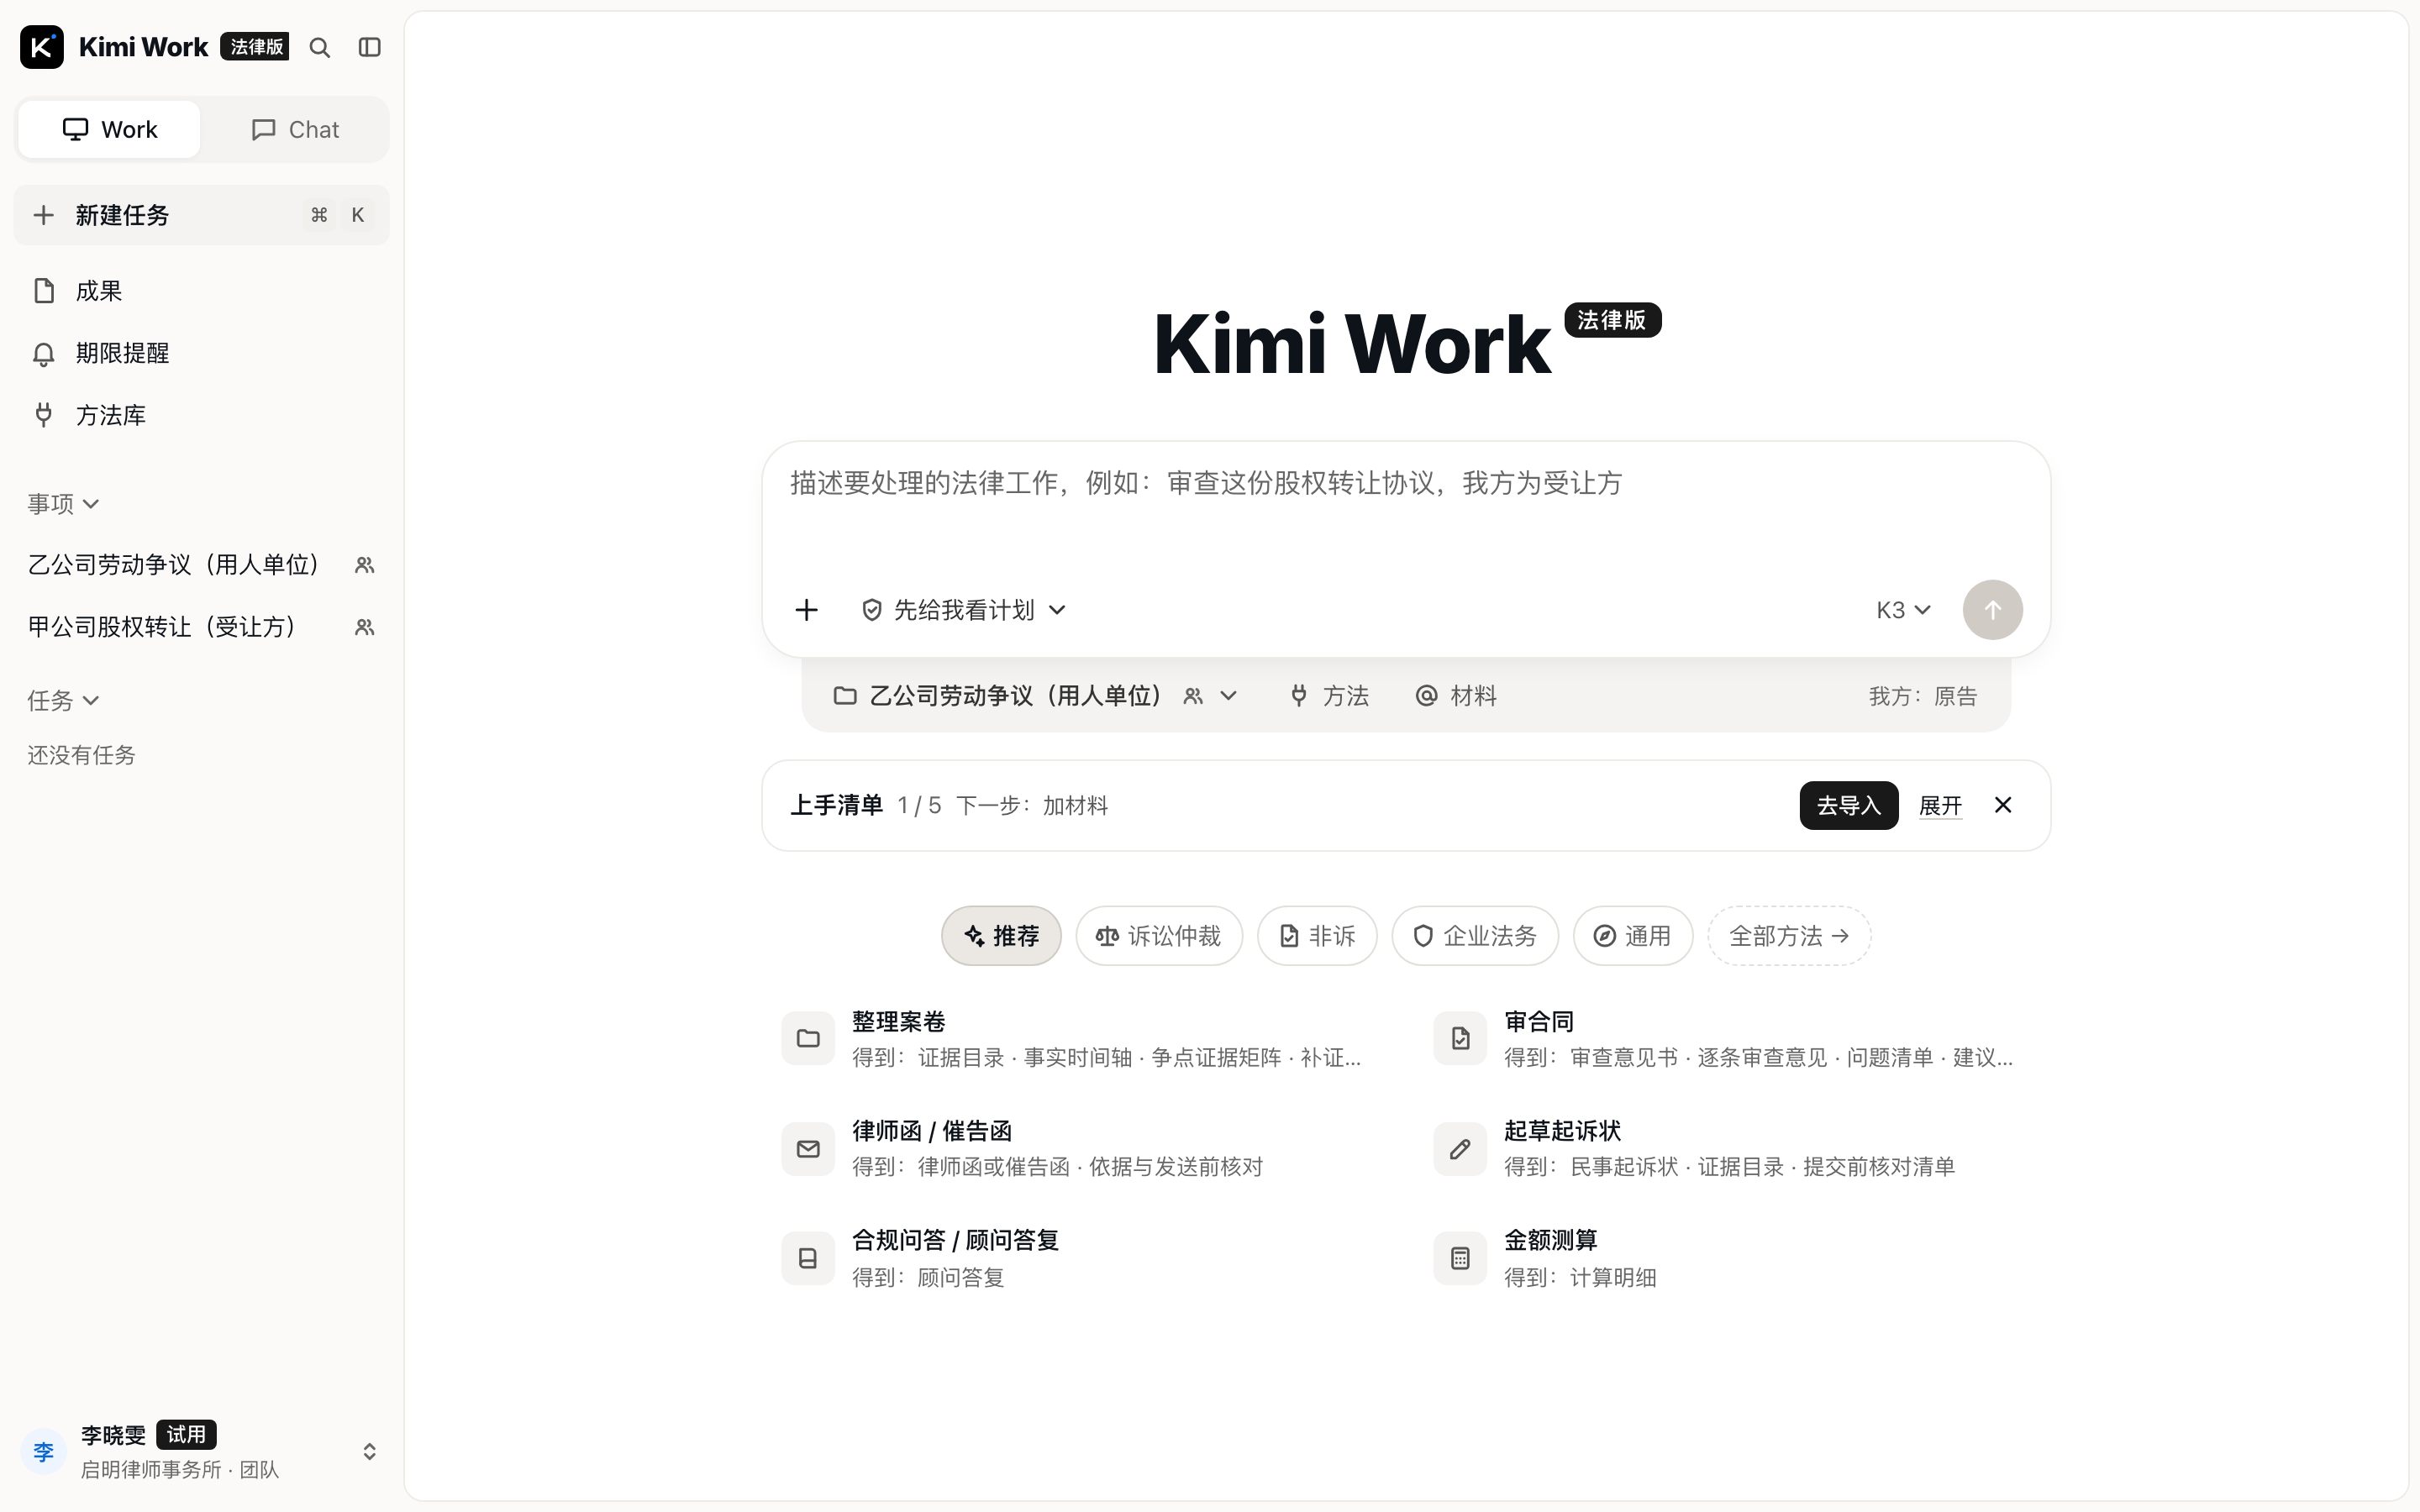 Kimi Work 法律版
Work Chat
新建任务 ⌘ K
成果
期限提醒
方法库
事项
乙公司劳动争议（用人单位）
甲公司股权转让（受让方）
任务
还没有任务
李 李晓雯 试用
启明律师事务所 · 团队
Kimi Work 法律版
描述要处理的法律工作，例如：审查这份股权转让协议，我方为受让方
先给我看计划 K3
乙公司劳动争议（用人单位） 方法 材料 我方：原告
上手清单 1 / 5 下一步：加材料 去导入 展开
推荐 诉讼仲裁 非诉 企业法务 通用 全部方法 →
整理案卷
得到：证据目录 · 事实时间轴 · 争点证据矩阵 · 补证...
审合同
得到：审查意见书 · 逐条审查意见 · 问题清单 · 建议...
律师函 / 催告函
得到：律师函或催告函 · 依据与发送前核对
起草起诉状
得到：民事起诉状 · 证据目录 · 提交前核对清单
合规问答 / 顾问答复
得到：顾问答复
金额测算
得到：计算明细